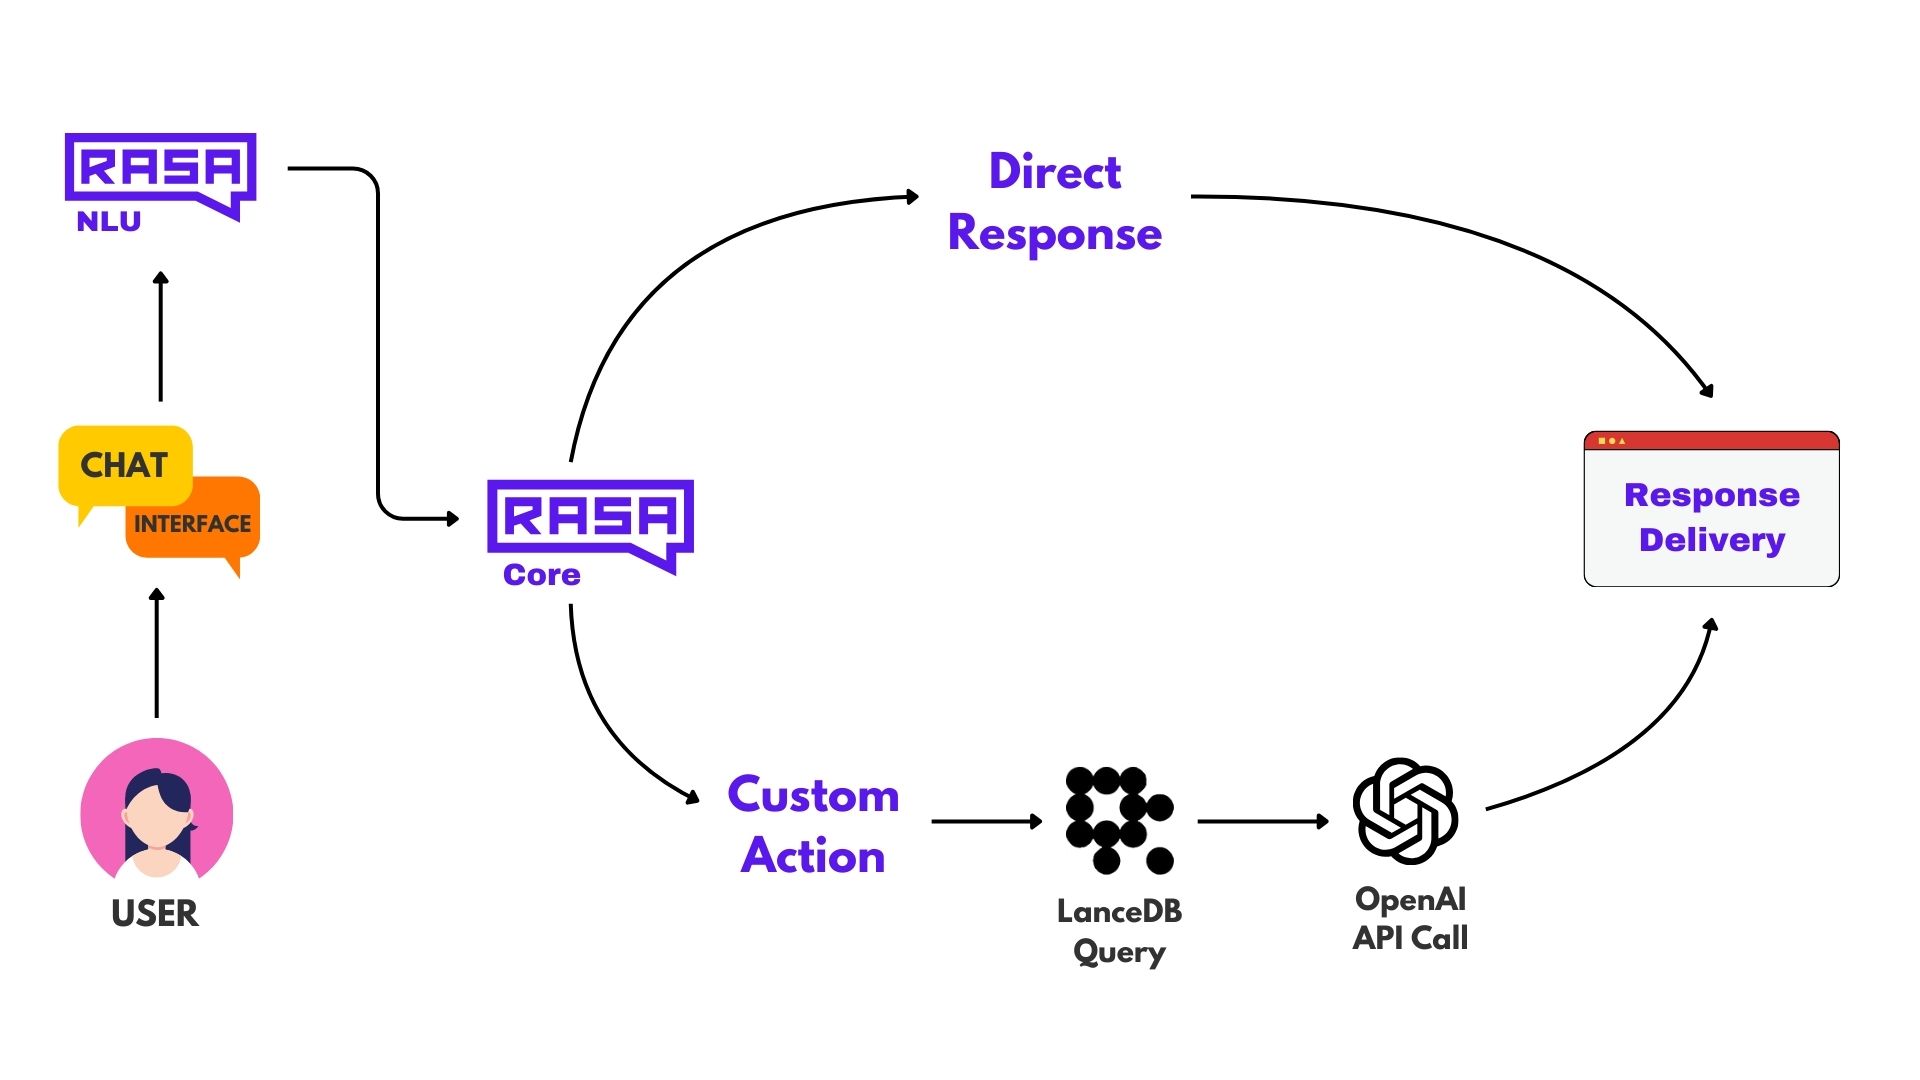 RASA
NLU
CHAT
INTERFACE
USER
RASA
Core
Direct
Response
Custom
Action
LanceDB
Query
OpenAI
API Call
Response
Delivery